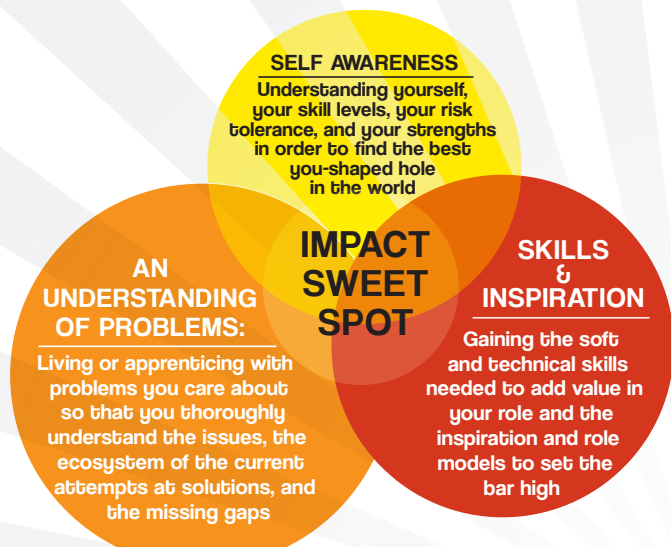 SELF AWARENESS
Understanding yourself,
your skill levels, your risk
tolerance, and your strengths
in order to find the best
you-shaped hole
in the world
IMPACT
SWEET
SPOT
AN
UNDERSTANDING
OF PROBLEMS:
Living or apprenticing with
problems you care about
so that you thoroughly
understand the issues, the
ecosystem of the current
attempts at solutions, and
the missing gaps
SKILLS
&
INSPIRATION
Gaining the soft
and technical skills
needed to add value in
your role and the
inspiration and role
models to set the
bar high